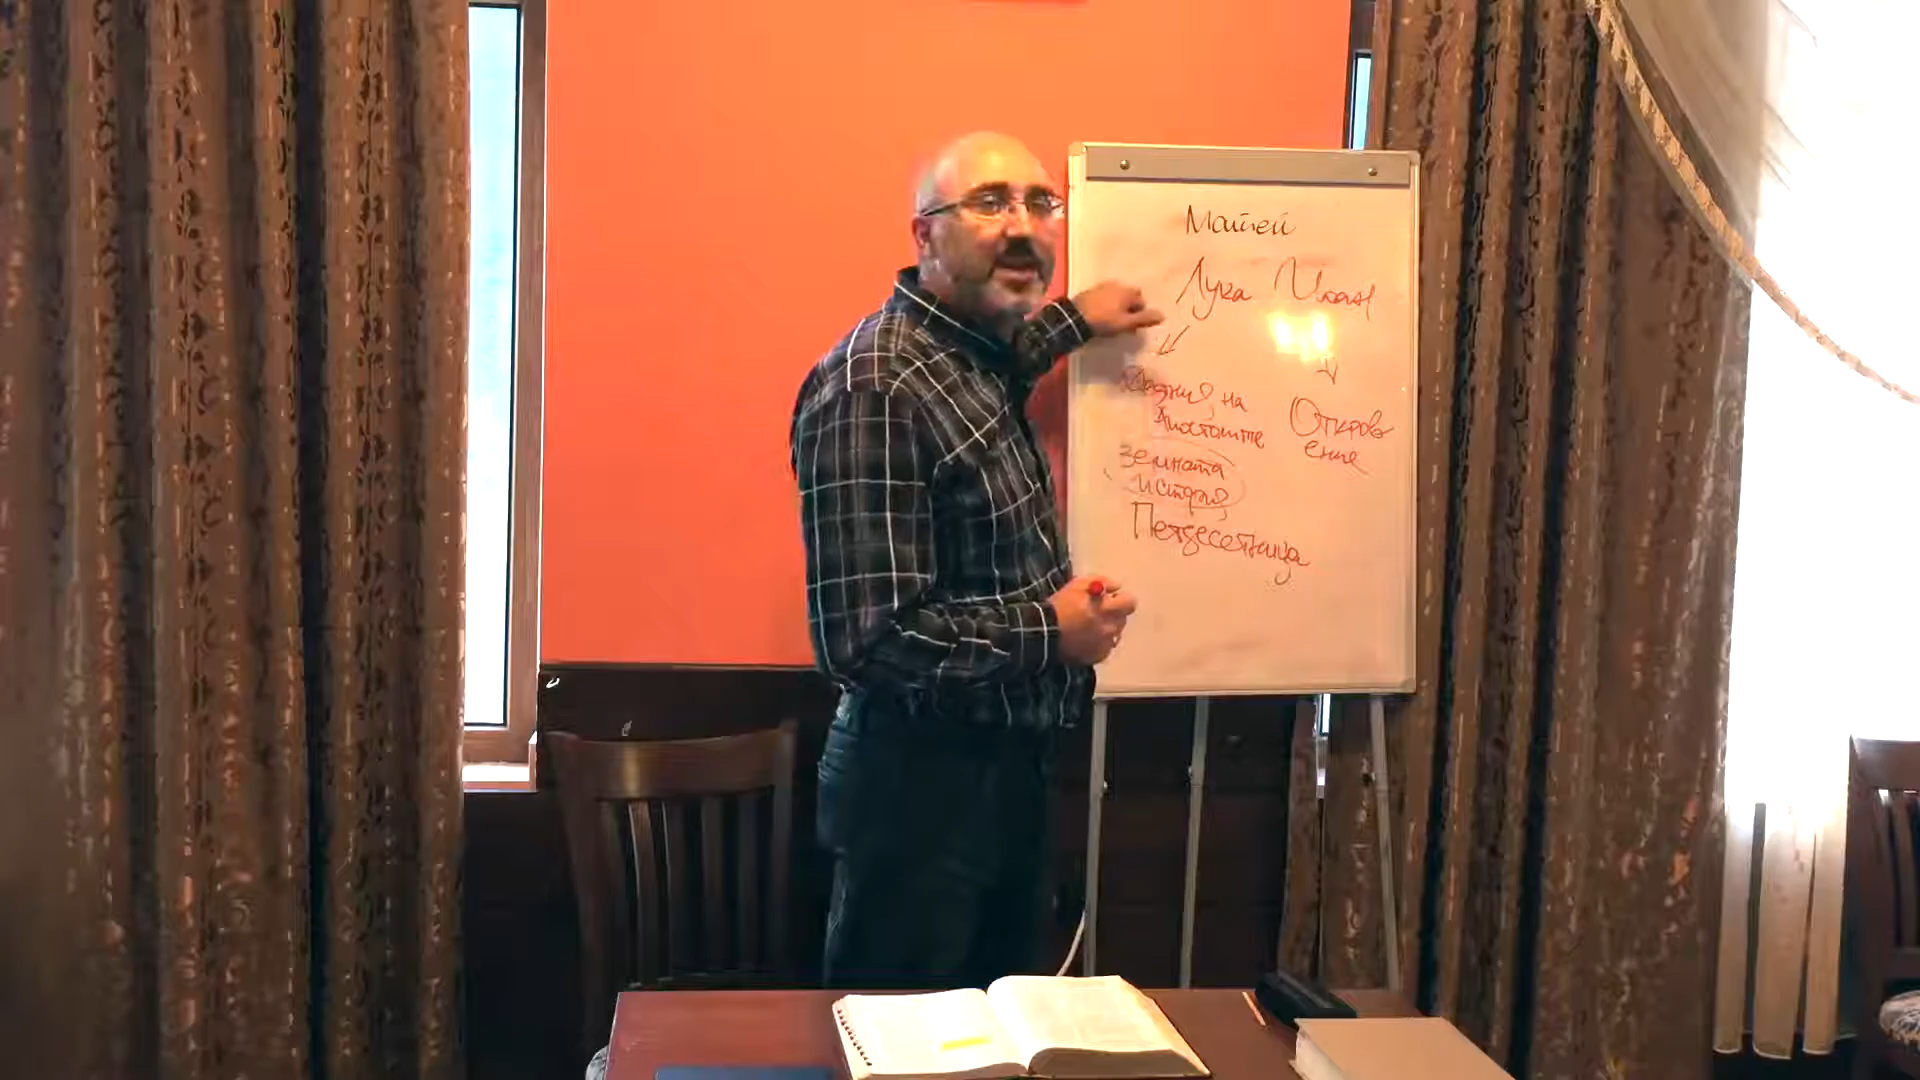 Матей
Лука Йоан
Деяния на Апостолите
Откровение
земната
история
Петдесетница